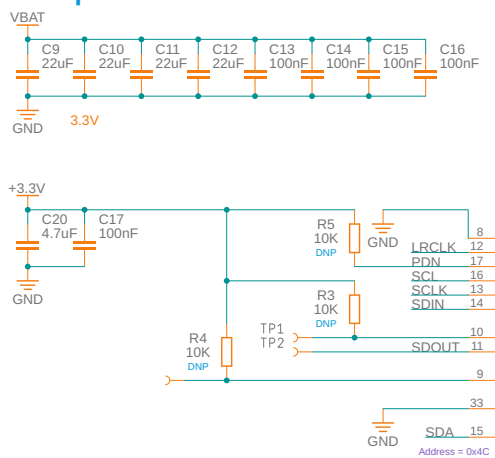 VBAT
C9 C10 C11 C12 C13 C14 C15 C16
22uF 22uF 22uF 22uF 100nF 100nF 100nF 100nF
GND
3.3V
+3.3V
C20 C17
4.7uF 100nF
GND
R5
10K
DNP
GND
8
LRCLK 12
PDN 17
SCL 16
SCLK 13
SDIN 14
R3
10K
DNP
TP1 10
TP2 SDOUT 11
R4
10K
DNP
9
33
GND
SDA 15
Address = 0x4C